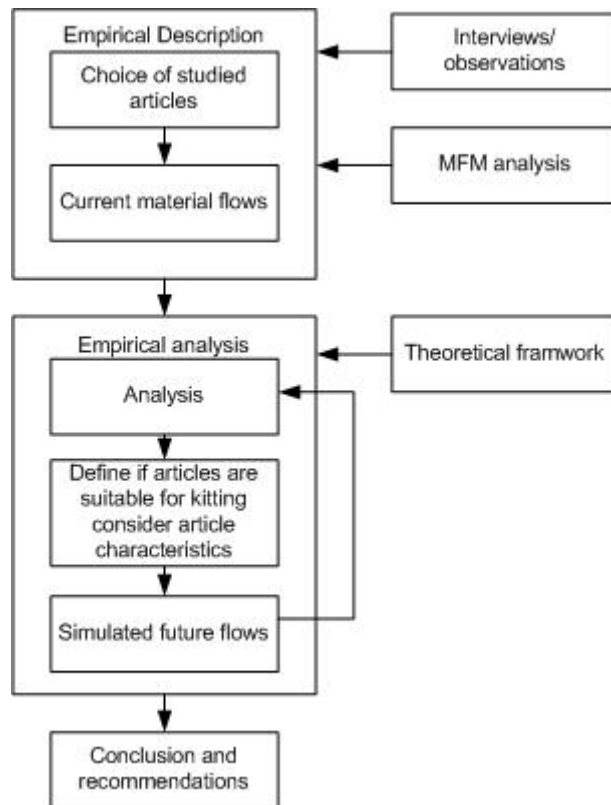 Empirical Description
Choice of studied
articles
Current material flows
Interviews/
observations
MFM analysis
Empirical analysis
Analysis
Define if articles are
suitable for kitting
consider article
characteristics
Simulated future flows
Theoretical framwork
Conclusion and
recommendations